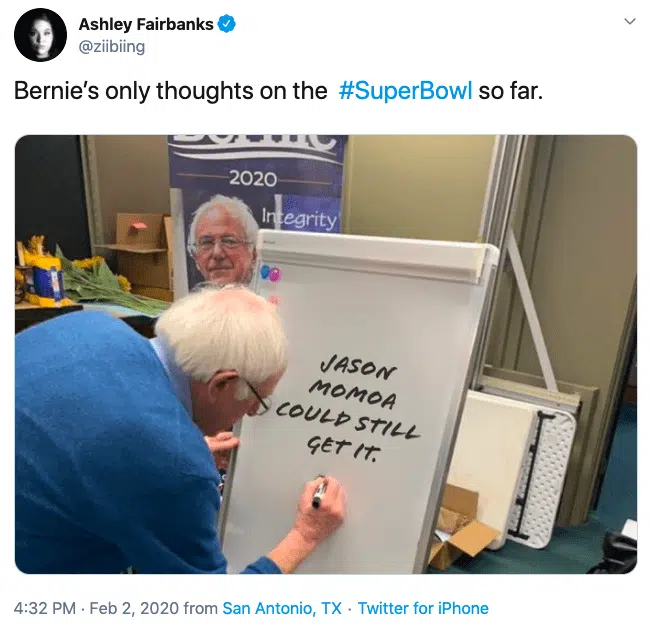 Ashley Fairbanks
@ziibiing
Bernie's only thoughts on the #SuperBowl so far.
Bernie
2020
Integrity
JASON
MOMOA
COULD STILL
GET IT.
4:32 PM · Feb 2, 2020 from San Antonio, TX · Twitter for iPhone